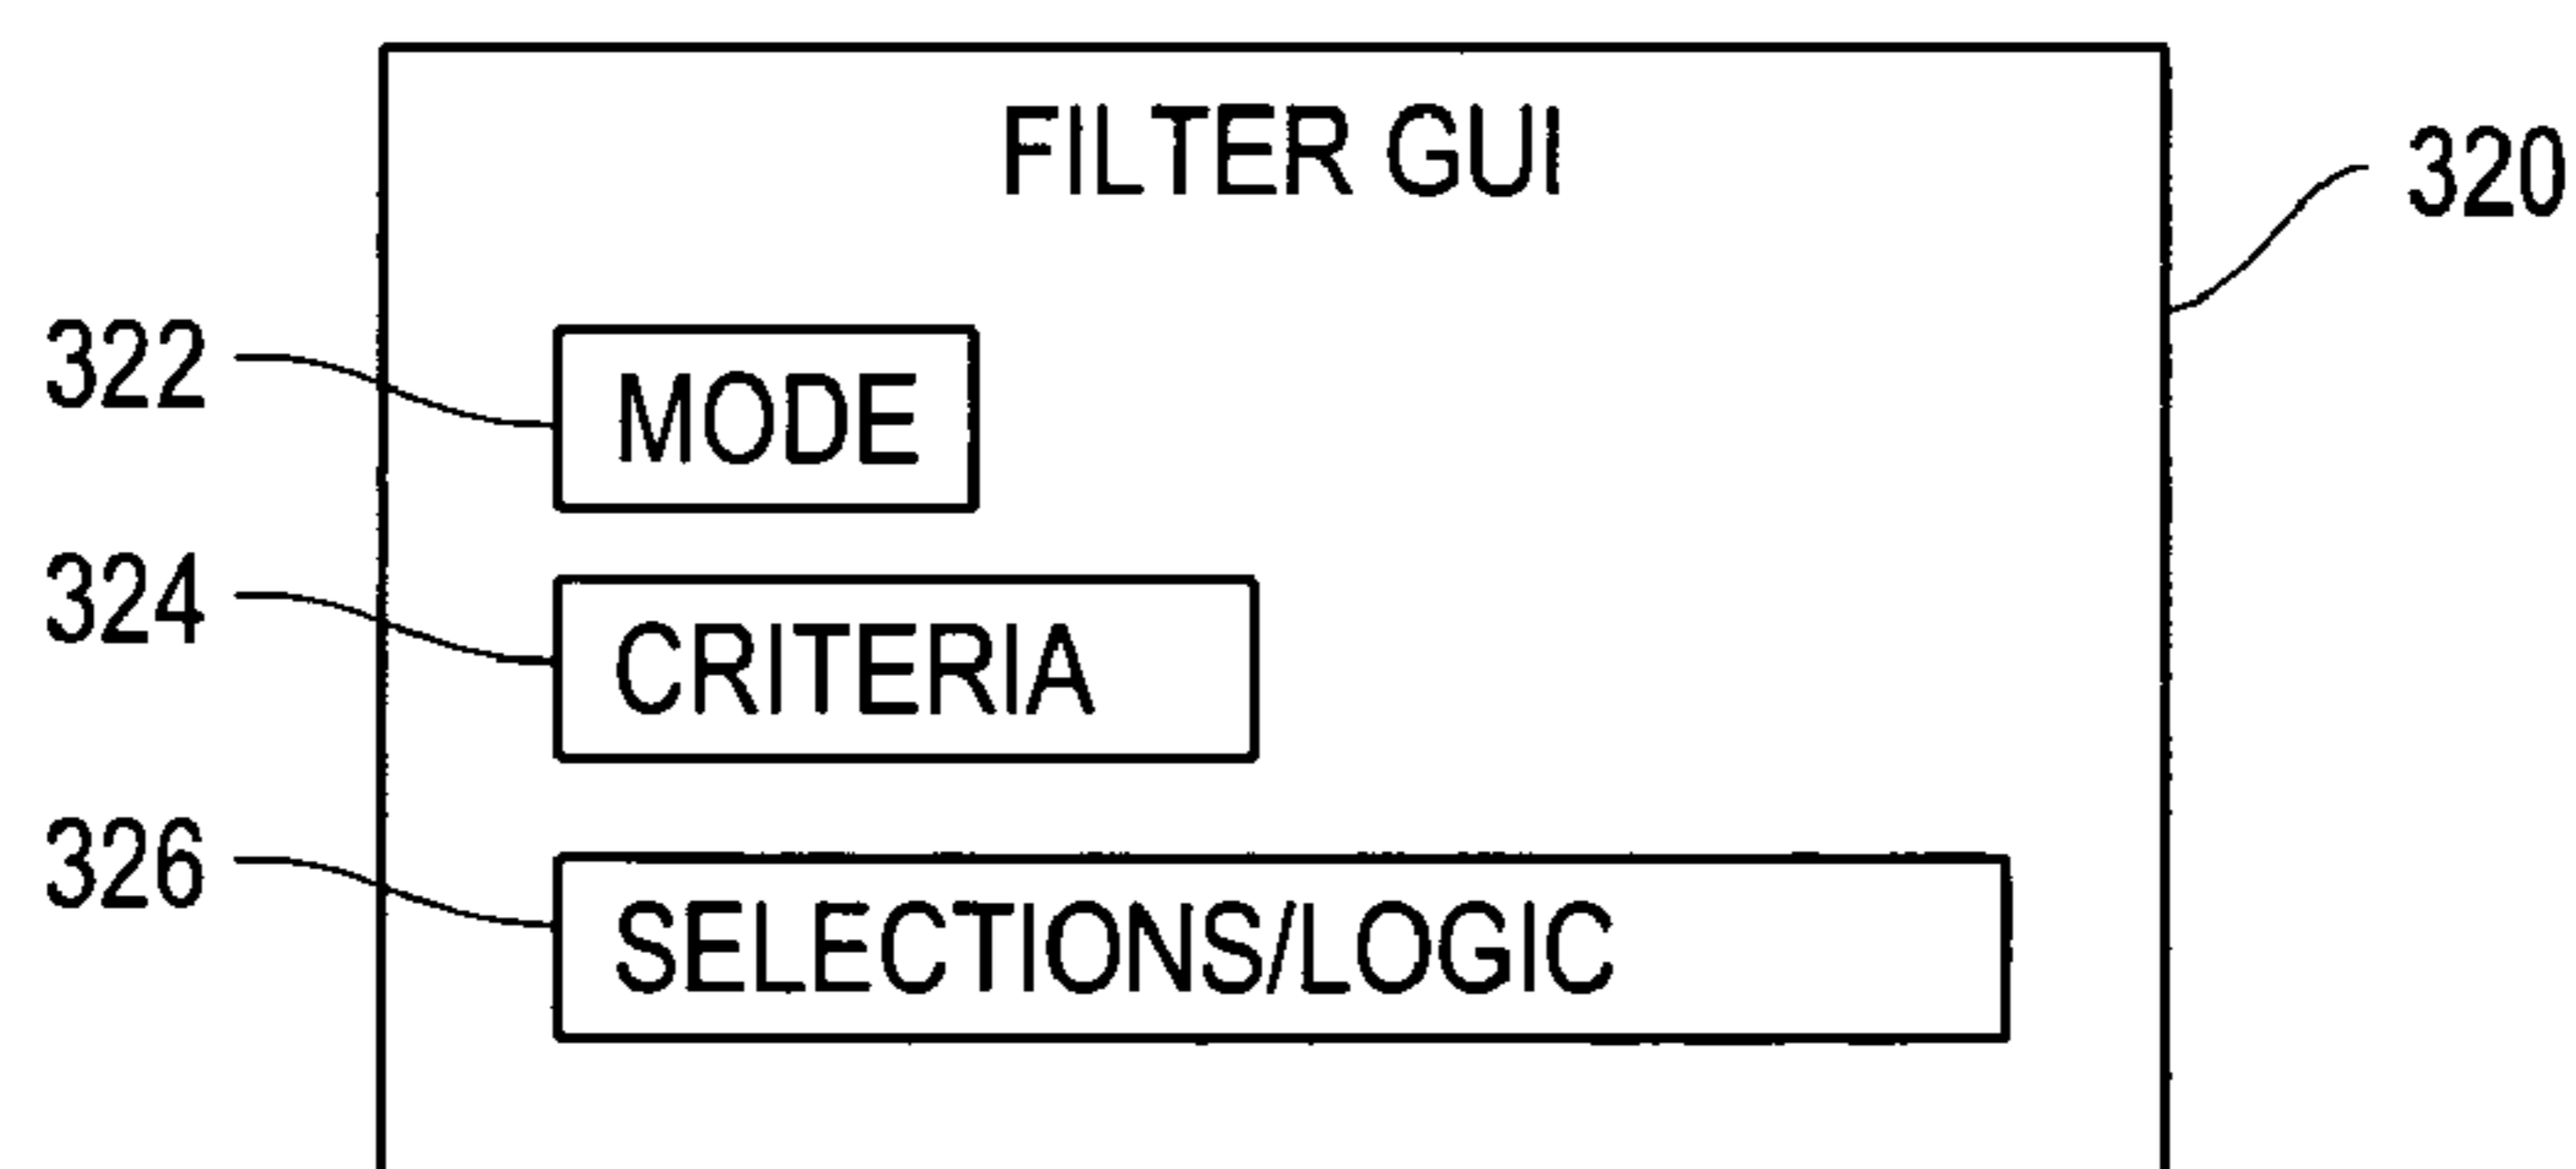 FILTER GUI
320
322
MODE
324
CRITERIA
326
SELECTIONS/LOGIC